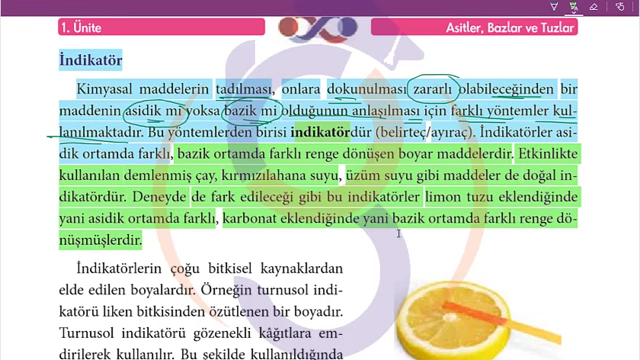 1. Ünite
Asitler, Bazlar ve Tuzlar
İndikatör
Kimyasal maddelerin tadılması, onlara dokunulması zararlı olabileceğinden bir
maddenin asidik mi yoksa bazik mi olduğunun anlaşılması için farklı yöntemler kul-
lanılmaktadır. Bu yöntemlerden birisi indikatördür (belirteç/ayıraç). İndikatörler asi-
dik ortamda farklı, bazik ortamda farklı renge dönüşen boyar maddelerdir. Etkinlikte
kullanılan demlenmiş çay, kırmızılahana suyu, üzüm suyu gibi maddeler de doğal in-
dikatördür. Deneyde de fark edileceği gibi bu indikatörler limon tuzu eklendiğinde
yani asidik ortamda farklı, karbonat eklendiğinde yani bazik ortamda farklı renge dö-
nüşmüşlerdir.
İndikatörlerin çoğu bitkisel kaynaklardan
elde edilen boyalardır. Örneğin turnusol indi-
katörü liken bitkisinden özütlenen bir boyadır.
Turnusol indikatörü gözenekli kâğıtlara em-
dirilerek kullanılır. Bu şekilde kullanıldığında